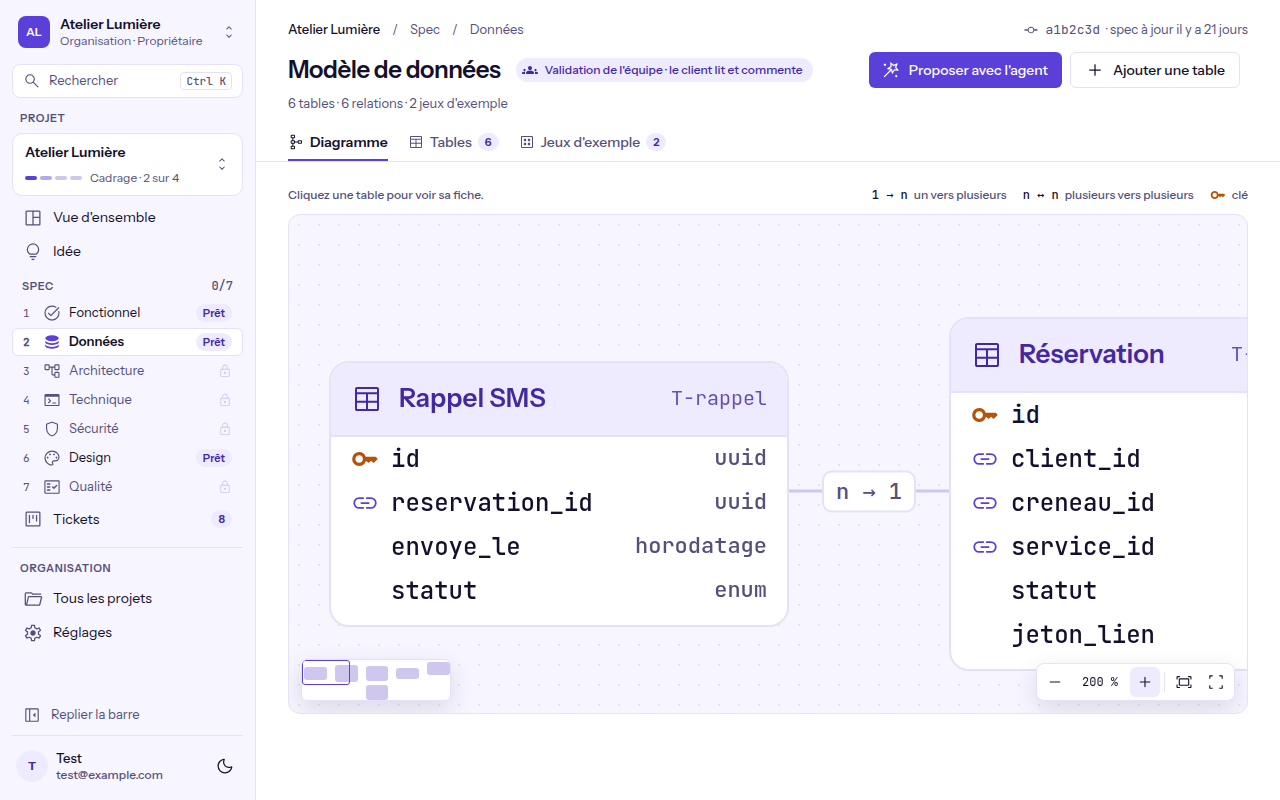 AL
Atelier Lumière
Organisation · Propriétaire
Rechercher
Ctrl K
PROJET
Atelier Lumière
Cadrage · 2 sur 4
Vue d'ensemble
Idée
SPEC 0/7
1 Fonctionnel Prêt
2 Données Prêt
3 Architecture
4 Technique
5 Sécurité
6 Design Prêt
7 Qualité
Tickets 8
ORGANISATION
Tous les projets
Réglages
Replier la barre
T
Test
test@example.com
Atelier Lumière / Spec / Données
a1b2c3d · spec à jour il y a 21 jours
Modèle de données
Validation de l'équipe · le client lit et commente
Proposer avec l'agent
Ajouter une table
6 tables · 6 relations · 2 jeux d'exemple
Diagramme
Tables 6
Jeux d'exemple 2
Cliquez une table pour voir sa fiche.
1 → n un vers plusieurs
n ↔ n plusieurs vers plusieurs
clé
Rappel SMS T-rappel
id uuid
reservation_id uuid
envoye_le horodatage
statut enum
n → 1
Réservation T-
id
client_id
creneau_id
service_id
statut
jeton_lien
200 %